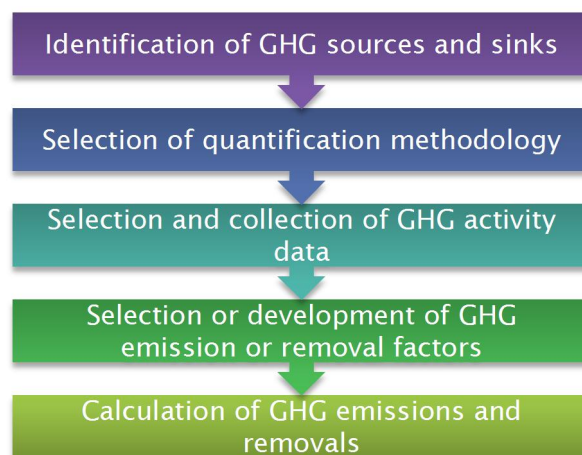 Identification of GHG sources and sinks
Selection of quantification methodology
Selection and collection of GHG activity
data
Selection or development of GHG
emission or removal factors
Calculation of GHG emissions and
removals